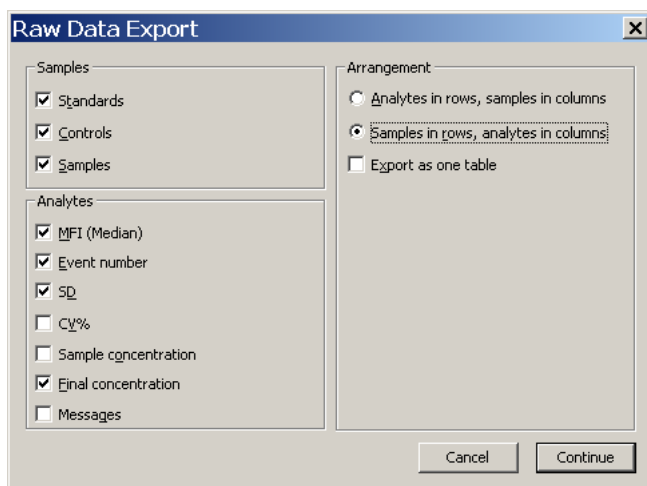 Raw Data Export
Samples
Standards
Controls
Samples
Analytes
MFI (Median)
Event number
SD
CV%
Sample concentration
Final concentration
Messages
Arrangement
Analytes in rows, samples in columns
Samples in rows, analytes in columns
Export as one table
Cancel
Continue